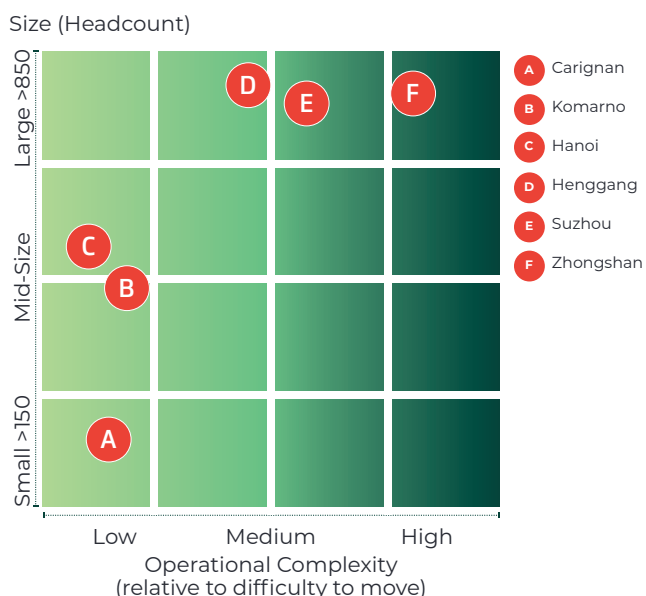 Size (Headcount)
Large >850
Mid-Size
Small >150
D
E
F
C
B
A
A Carignan
B Komarno
C Hanoi
D Henggang
E Suzhou
F Zhongshan
Low Medium High
Operational Complexity
(relative to difficulty to move)